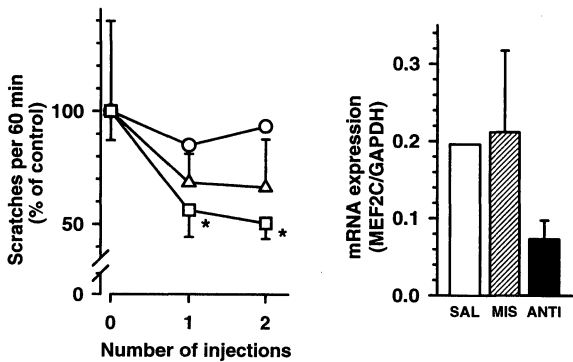 Scratches per 60 min
(% of control)
100
50
0
*
*
0 1 2
Number of injections
mRNA expression
(MEF2C/GAPDH)
0.3
0.2
0.1
0.0
SAL MIS ANTI